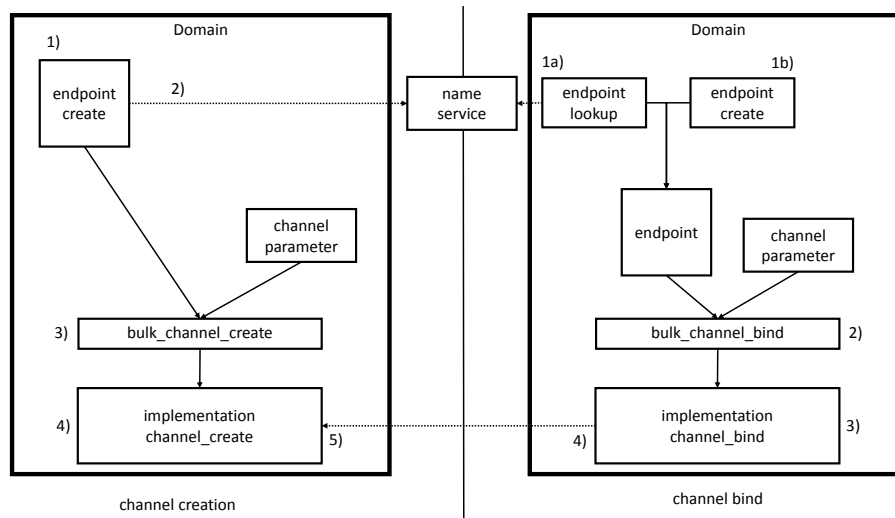 Domain
1)
endpoint
create
2)
name
service
channel
parameter
3)
bulk_channel_create
4)
implementation
channel_create
5)
channel creation
Domain
1a)
1b)
endpoint
lookup
endpoint
create
endpoint
channel
parameter
bulk_channel_bind
2)
4)
implementation
channel_bind
3)
channel bind